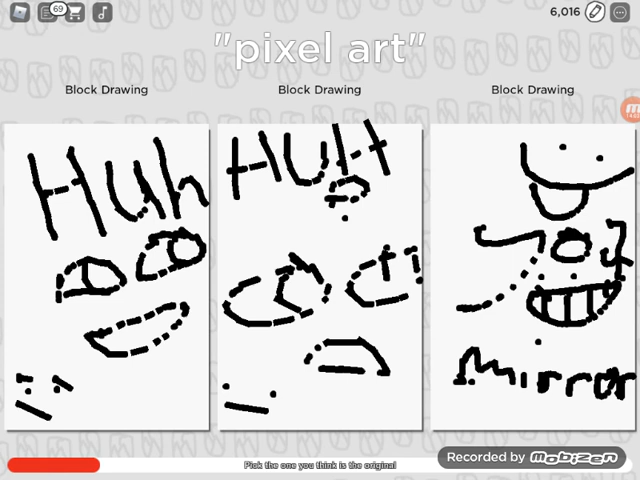 69
6,016
"pixel art"
Block Drawing
Block Drawing
Block Drawing
Huh
HUH
?
mirror
Pick the one you think is the original
Recorded by mobizen